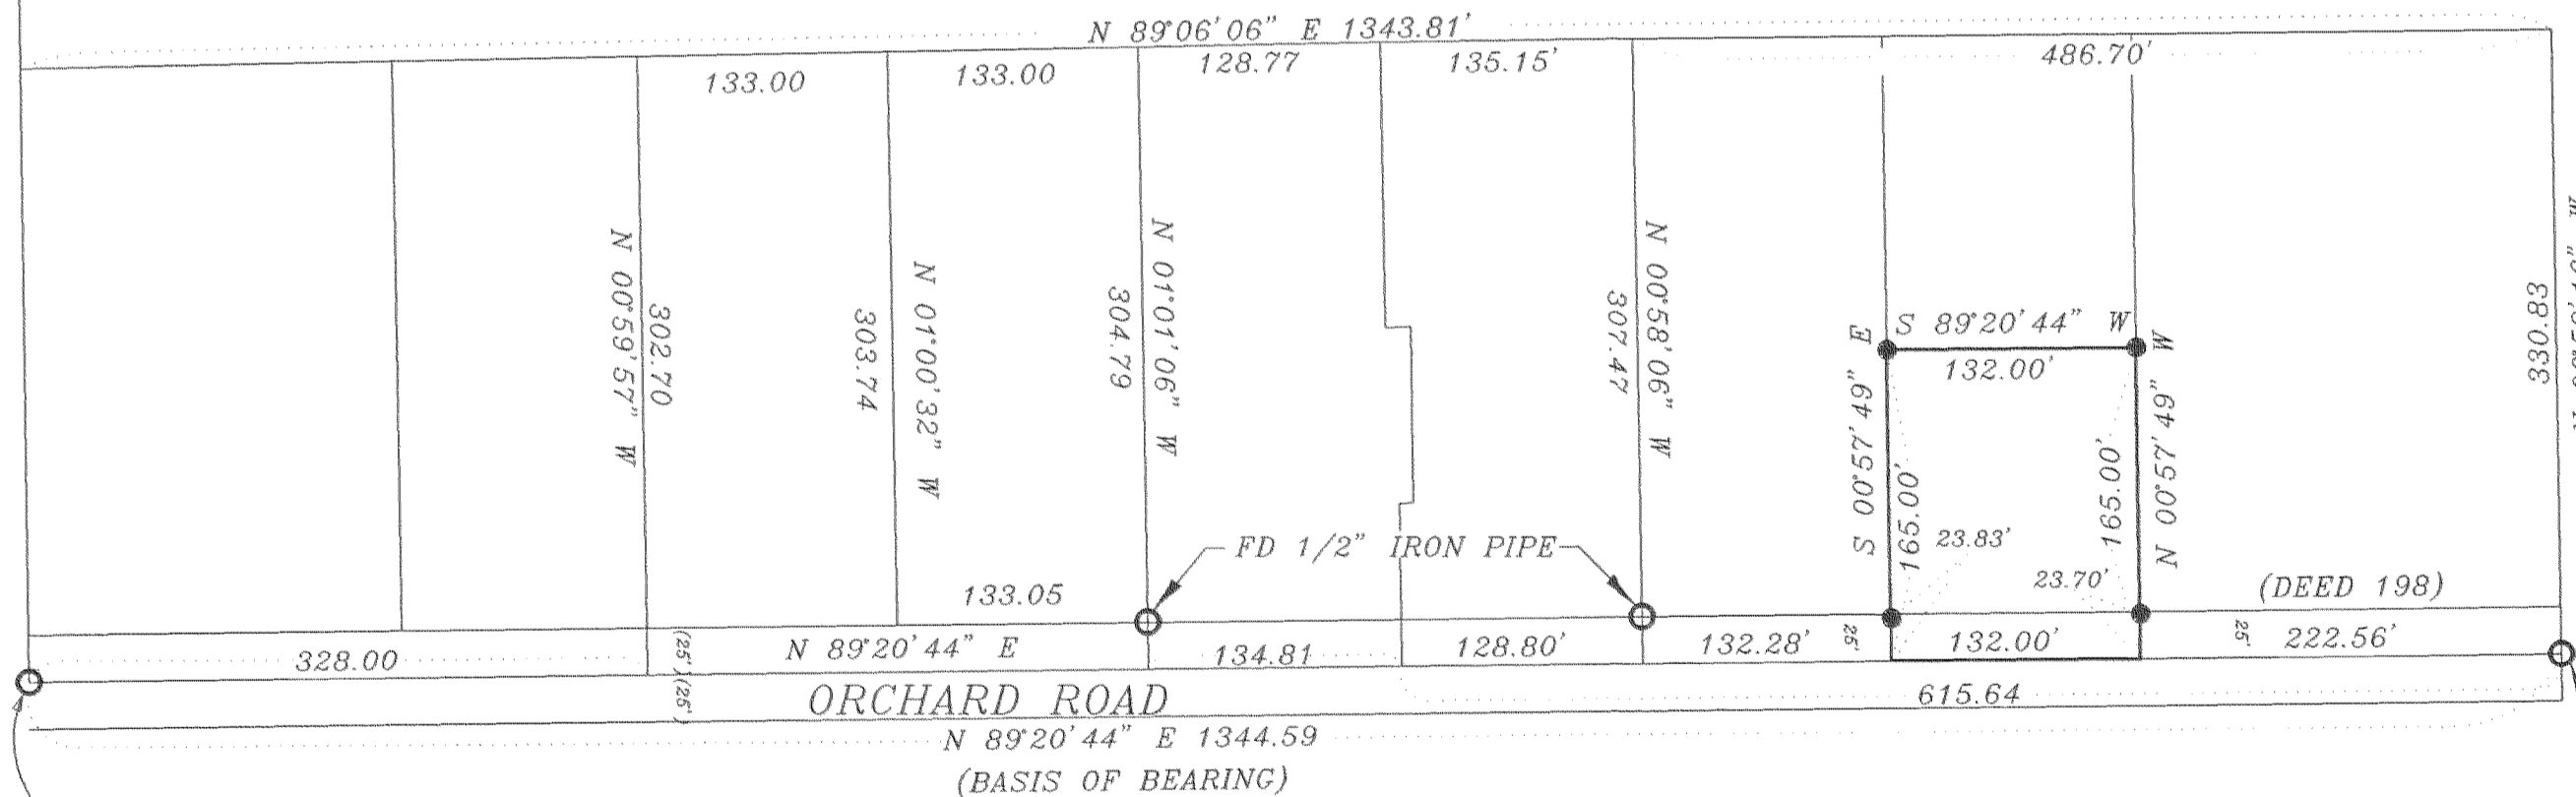 N 89°06'06" E 1343.81'
133.00
133.00
128.77
135.15'
486.70'
N 00°59'57" W
302.70
303.74
N 01°00'32" W
304.79
N 01°01'06" W
307.47
N 00°58'06" W
S 00°57'49" E
165.00'
S 89°20'44" W
132.00'
165.00'
N 00°57'49" W
330.83
23.83'
23.70'
FD 1/2" IRON PIPE
(DEED 198)
133.05
328.00
(25')
(25')
N 89°20'44" E
134.81
128.80'
132.28'
25'
132.00'
25'
222.56'
ORCHARD ROAD
615.64
N 89°20'44" E 1344.59
(BASIS OF BEARING)